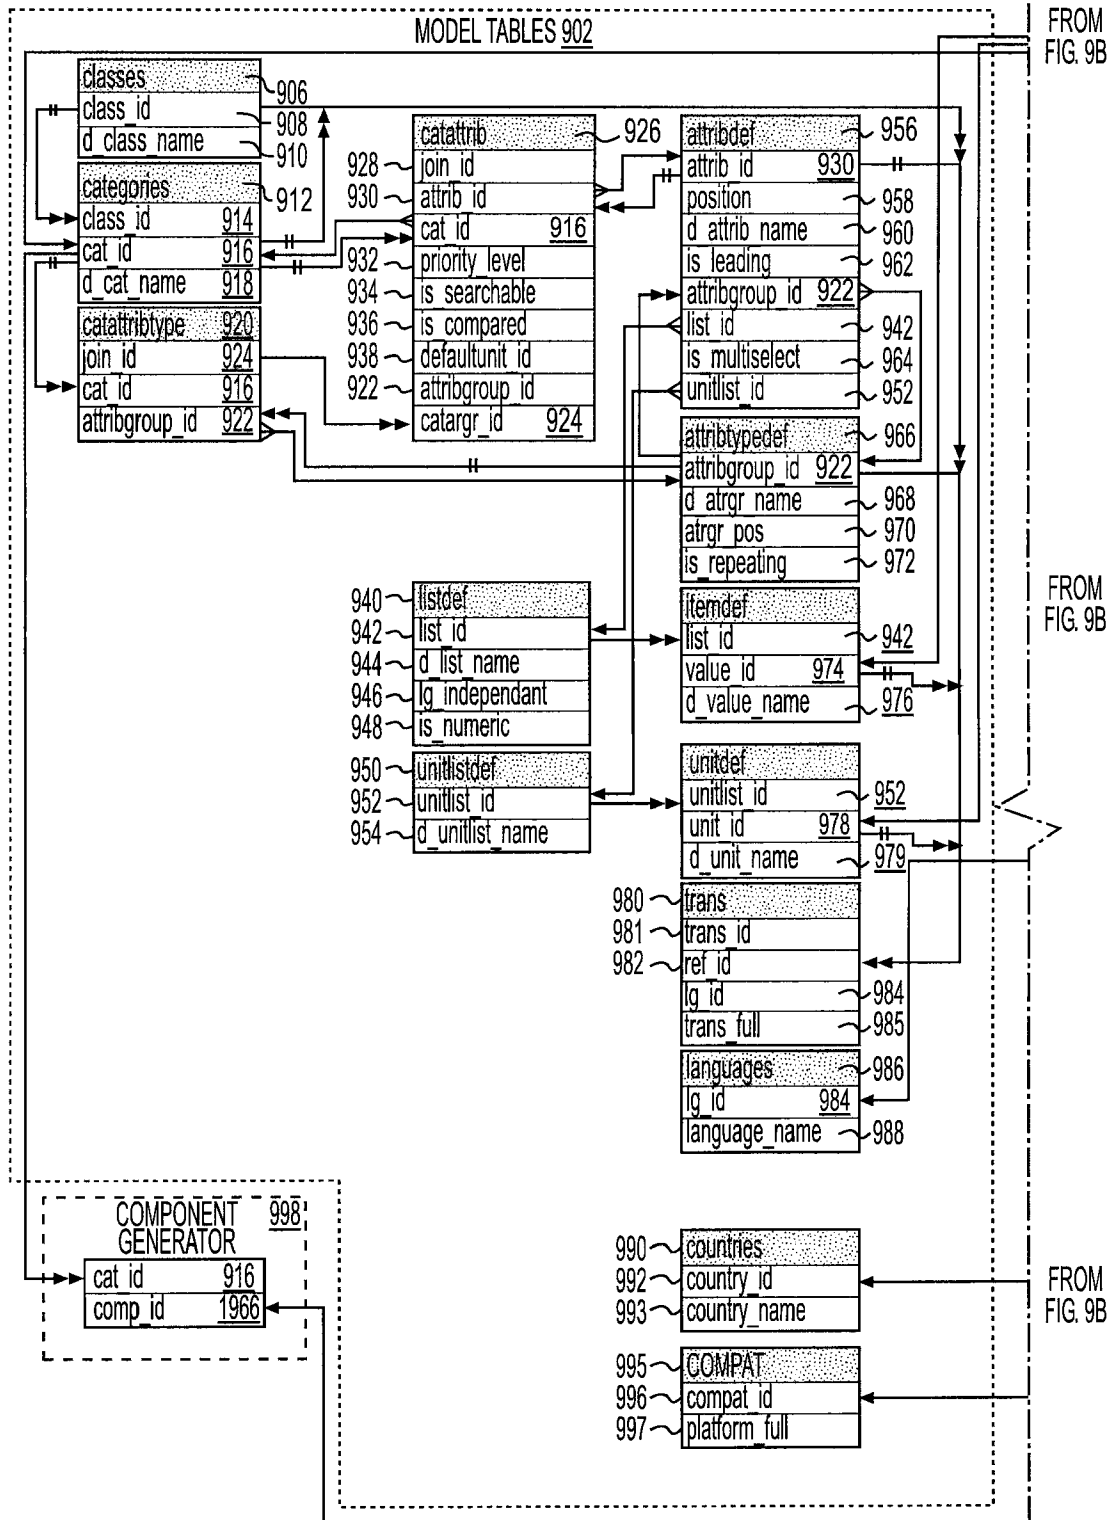 MODEL TABLES 902
FROM
FIG. 9B
classes
906
class_id
908
d_class_name
910
categories
912
class_id 914
cat_id 916
d_cat_name 918
catattribtype 920
join_id 924
cat_id 916
attribgroup_id 922
catattrib
926
928 join_id
930 attrib_id
cat_id 916
932 priority_level
934 is_searchable
936 is_compared
938 defaultunit_id
922 attribgroup_id
catargr_id 924
attribdef
956
attrib_id 930
position 958
d_attrib_name 960
is_leading 962
attribgroup_id 922
list_id 942
is_multiselect 964
unitlist_id 952
attribtypedef 966
attribgroup_id 922
d_atrgr_name 968
atrgr_pos 970
is_repeating 972
940 listdef
942 list_id
944 d_list_name
946 lg_independant
948 is_numeric
950 unitlistdef
952 unitlist_id
954 d_unitlist_name
itemdef
list_id 942
value_id 974
d_value_name 976
FROM
FIG. 9B
unitdef
unitlist_id 952
unit_id 978
d_unit_name 979
980 trans
981 trans_id
982 ref_id
lg_id 984
trans_full 985
languages 986
lg_id 984
language_name 988
COMPONENT
GENERATOR
998
cat_id 916
comp_id 1966
990 countries
992 country_id
993 country_name
FROM
FIG. 9B
995 COMPAT
996 compat_id
997 platform_full